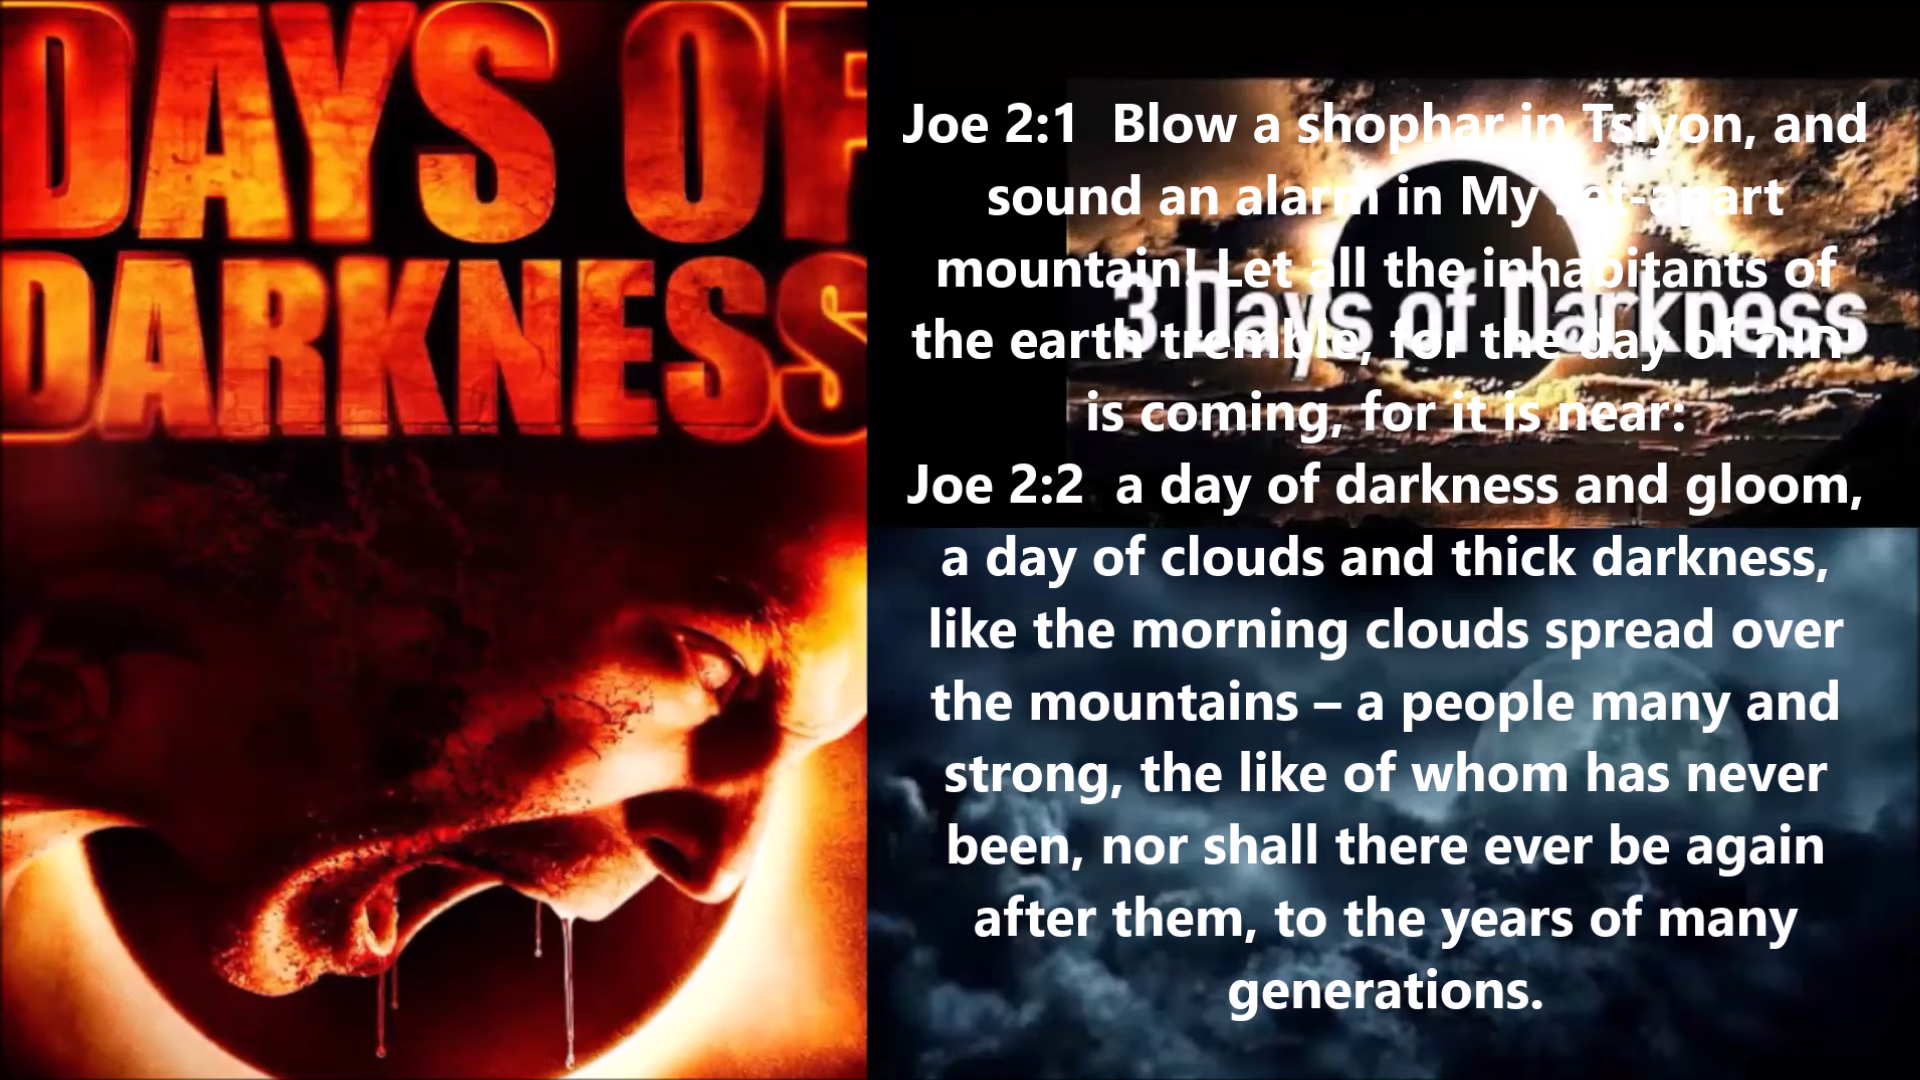 DAYS OF
DARKNESS
Joe 2:1 Blow a shophar in Tsiyon, and
sound an alarm in My set-apart
mountain! Let all the inhabitants of
the earth tremble, for the day of יהוה
is coming, for it is near:
Joe 2:2 a day of darkness and gloom,
a day of clouds and thick darkness,
like the morning clouds spread over
the mountains – a people many and
strong, the like of whom has never
been, nor shall there ever be again
after them, to the years of many
generations.
3 Days of Darkness